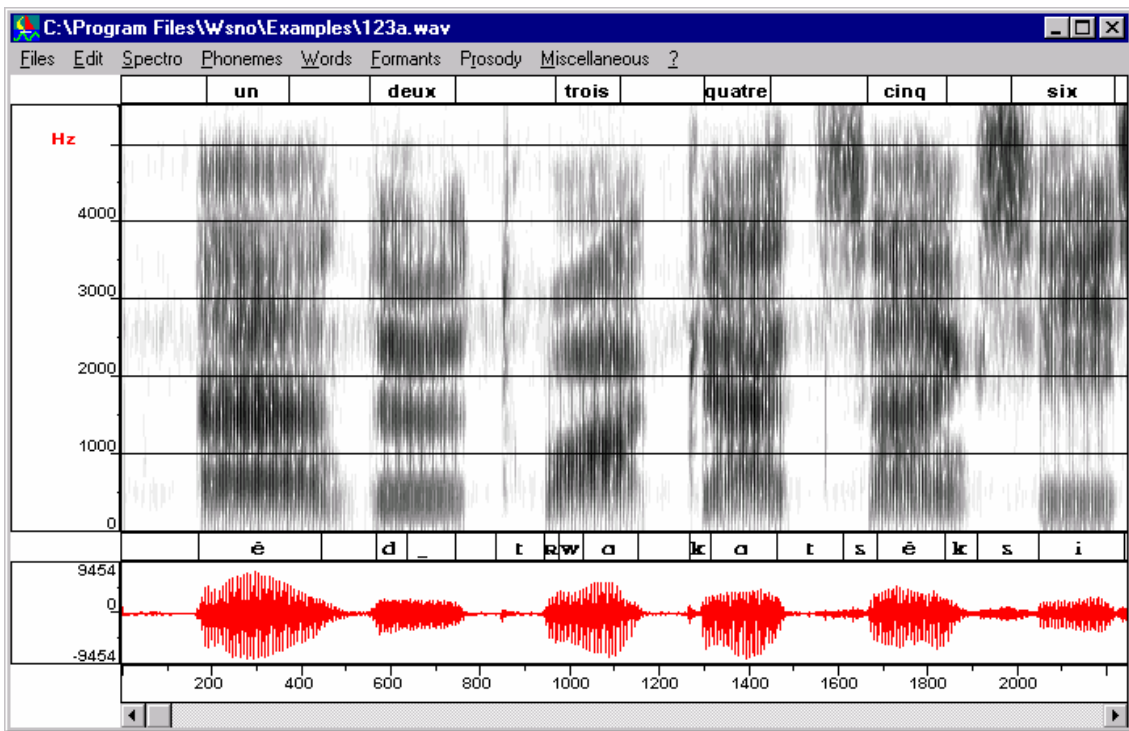 C:\Program Files\Wsno\Examples\123a.wav
Files Edit Spectro Phonemes Words Formants Prosody Miscellaneous ?
un deux trois quatre cinq six
Hz
4000
3000
2000
1000
0
ẽ d _ t R w a k a t s ẽ k s i
9454
0
-9454
200 400 600 800 1000 1200 1400 1600 1800 2000